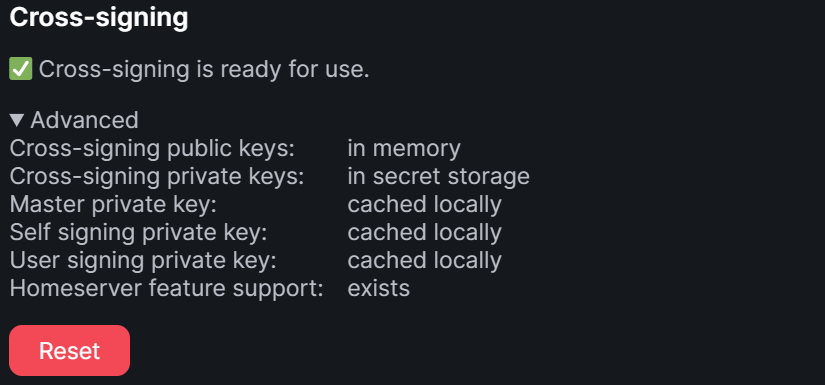 Cross-signing
✅ Cross-signing is ready for use.
▼ Advanced
Cross-signing public keys: in memory
Cross-signing private keys: in secret storage
Master private key: cached locally
Self signing private key: cached locally
User signing private key: cached locally
Homeserver feature support: exists
Reset